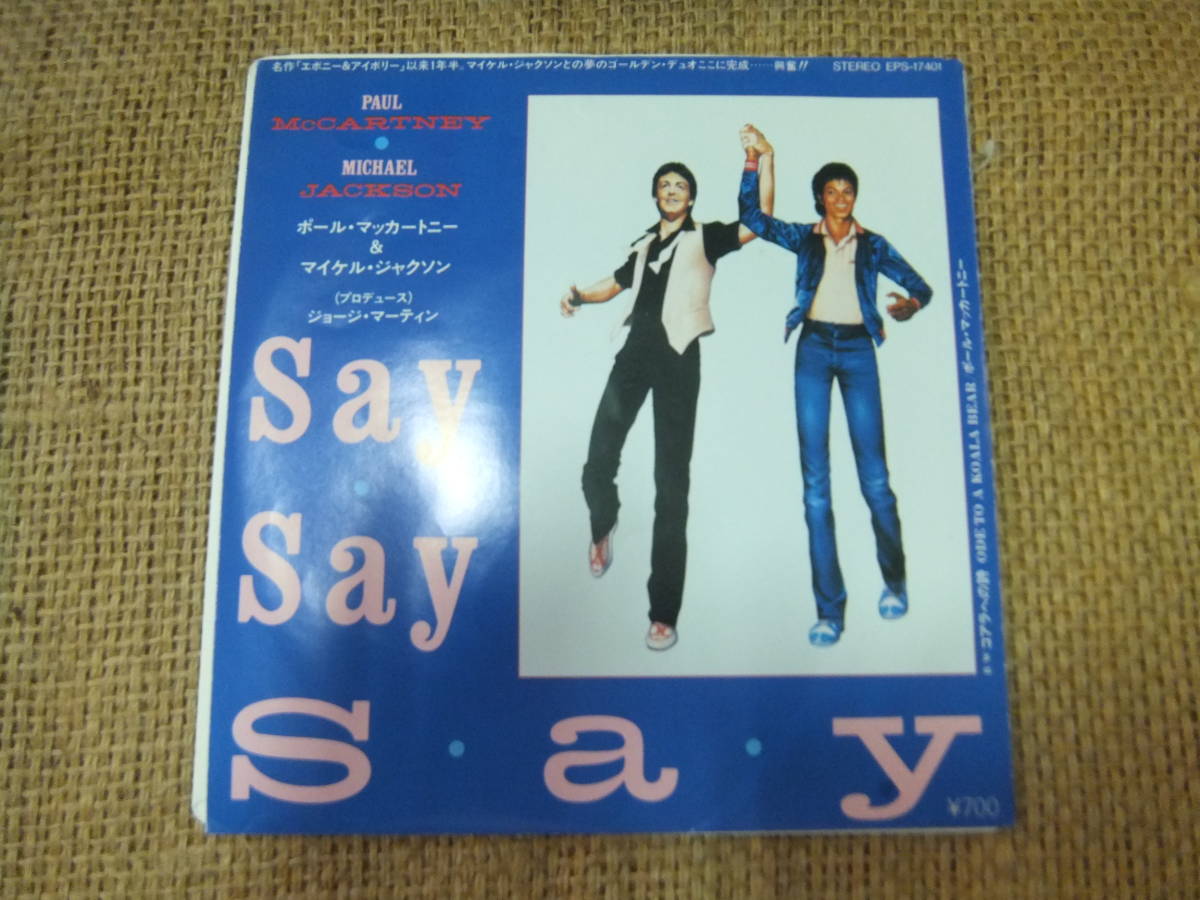 名作「エボニー&アイボリー」以来1年半。マイケル・ジャクソンとの夢のゴールデン・デュオここに完成……興奮!!
STEREO EPS-17401
PAUL
McCARTNEY
MICHAEL
JACKSON
ポール・マッカートニー
&
マイケル・ジャクソン
(プロデュース)
ジョージ・マーティン
Say
Say
S・a・y
c/w コアラへの詩 ODE TO A KOALA BEAR ポール・マッカートニー
¥700